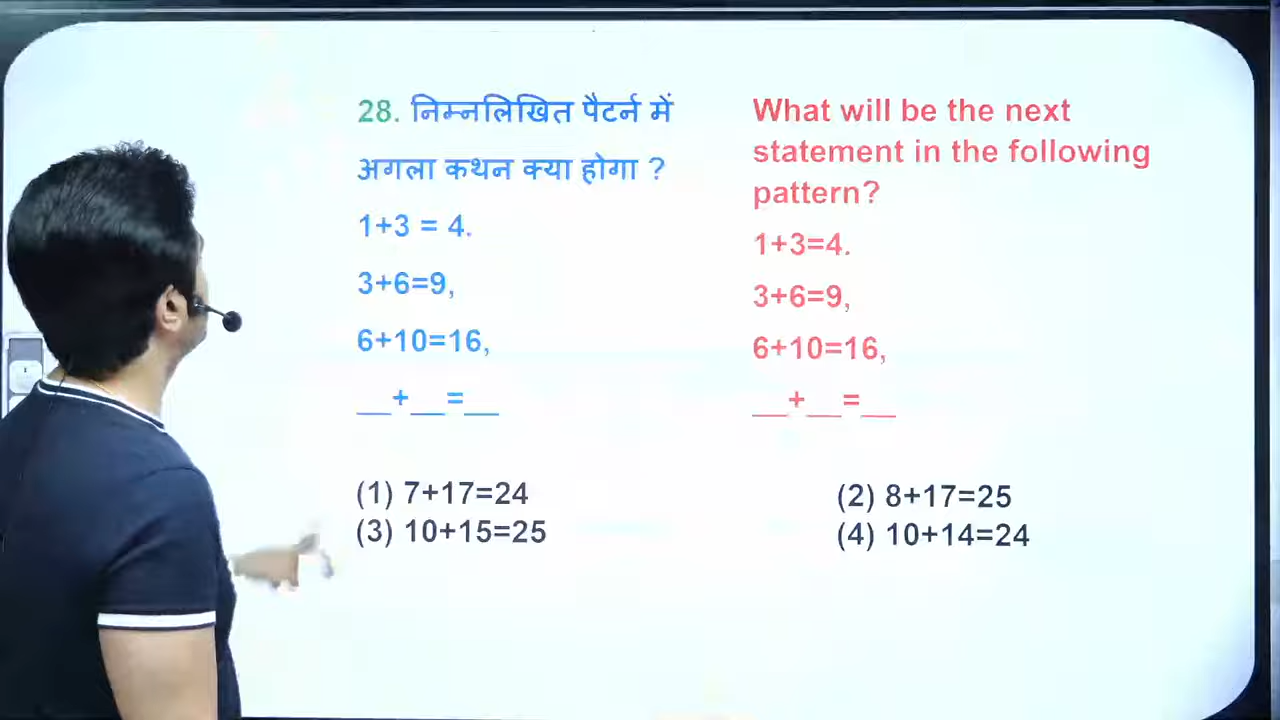 28. निम्नलिखित पैटर्न में
अगला कथन क्या होगा ?
1+3 = 4.
3+6=9,
6+10=16,
__+__=__
What will be the next
statement in the following
pattern?
1+3=4.
3+6=9,
6+10=16,
__+__=__
(1) 7+17=24
(2) 8+17=25
(3) 10+15=25
(4) 10+14=24